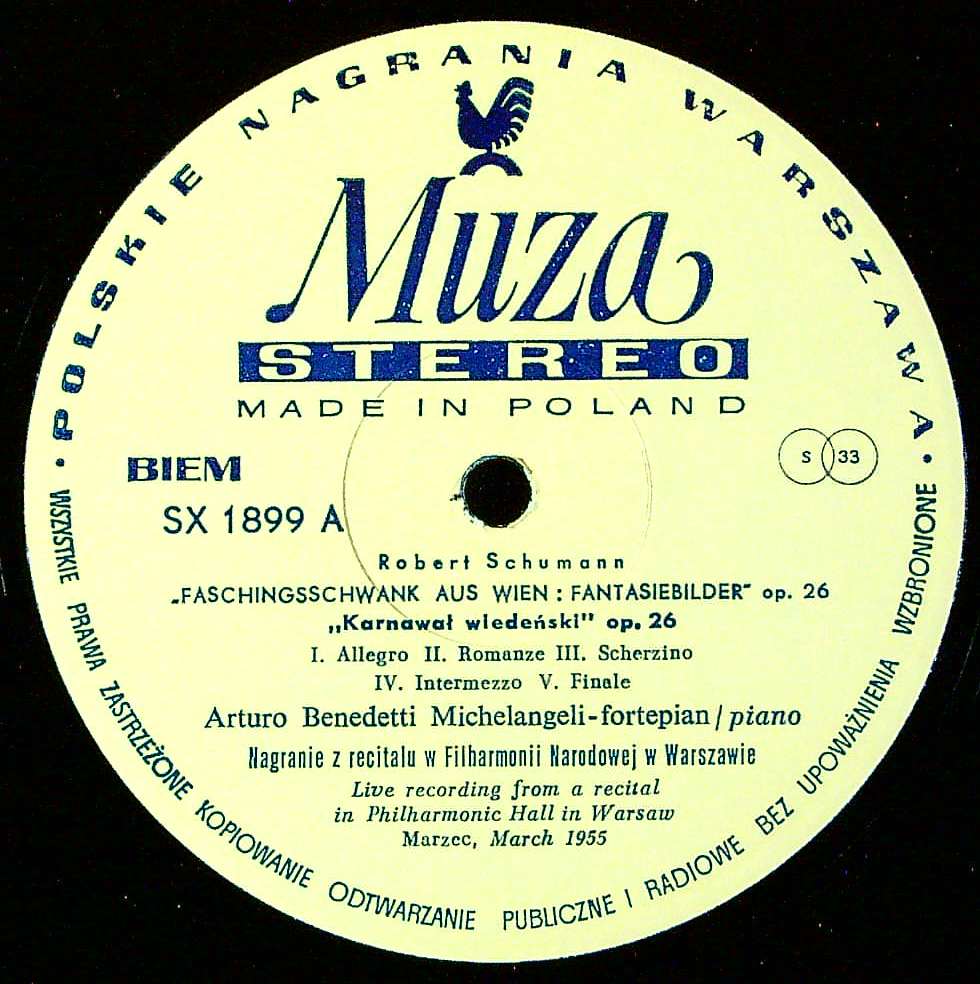 POLSKIE NAGRANIA WARSZAWA
Muza
STEREO
MADE IN POLAND
BIEM
S 33
SX 1899 A
Robert Schumann
„FASCHINGSSCHWANK AUS WIEN : FANTASIEBILDER" op. 26
„Karnawał wiedeński" op. 26
I. Allegro II. Romanze III. Scherzino
IV. Intermezzo V. Finale
Arturo Benedetti Michelangeli-fortepian/piano
Nagranie z recitalu w Filharmonii Narodowej w Warszawie
Live recording from a recital
in Philharmonic Hall in Warsaw
Marzec, March 1955
• WSZYSTKIE PRAWA ZASTRZEŻONE KOPIOWANIE ODTWARZANIE PUBLICZNE I RADIOWE BEZ UPOWAŻNIENIA WZBRONIONE •